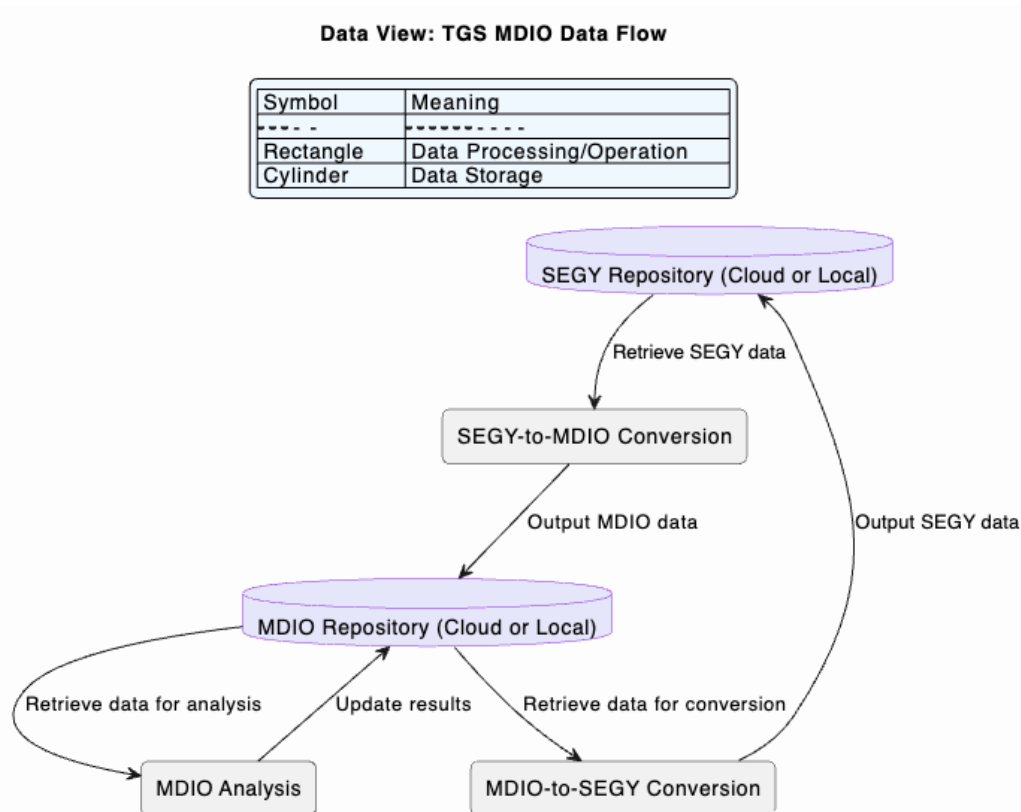 Data View: TGS MDIO Data Flow
Symbol Meaning
----- ----------
Rectangle Data Processing/Operation
Cylinder Data Storage
SEGY Repository (Cloud or Local)
Retrieve SEGY data
SEGY-to-MDIO Conversion
Output MDIO data
Output SEGY data
MDIO Repository (Cloud or Local)
Retrieve data for analysis
Update results
Retrieve data for conversion
MDIO Analysis
MDIO-to-SEGY Conversion